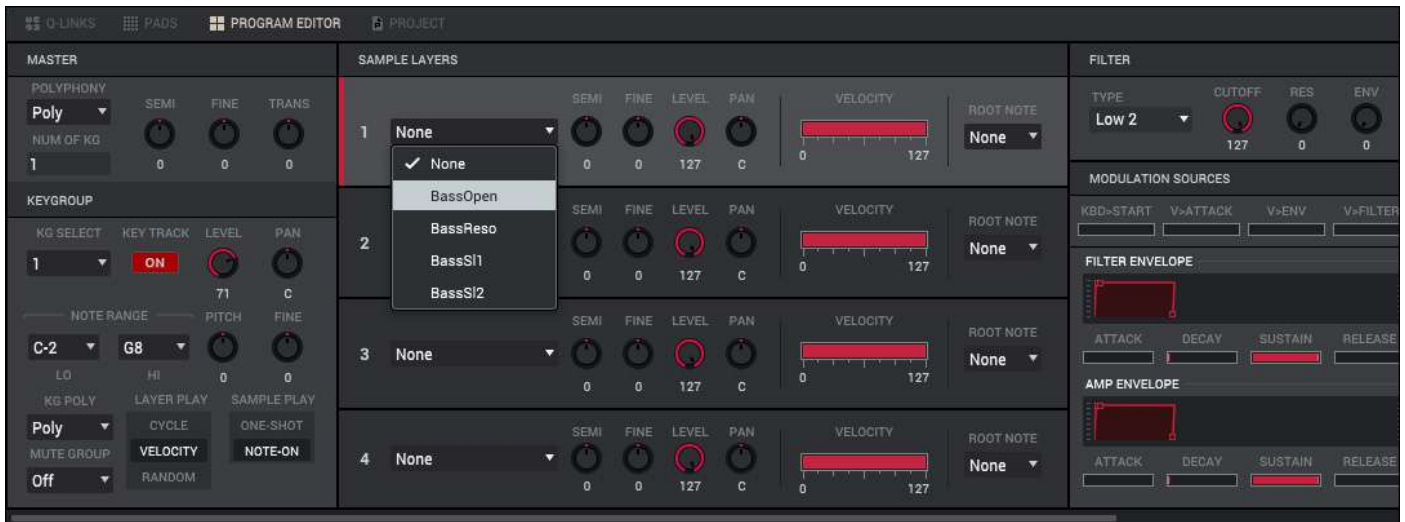 Q-LINKS PADS PROGRAM EDITOR PROJECT
MASTER
POLYPHONY
Poly
SEMI FINE TRANS
NUM OF KG
1
0 0 0
KEYGROUP
KG SELECT KEY TRACK LEVEL PAN
1 ON
71 C
NOTE RANGE PITCH FINE
C-2 G8
LO HI 0 0
KG POLY LAYER PLAY SAMPLE PLAY
Poly CYCLE ONE-SHOT
MUTE GROUP VELOCITY NOTE-ON
Off RANDOM
SAMPLE LAYERS
SEMI FINE LEVEL PAN VELOCITY ROOT NOTE
1 None None
0 0 127 C 0 127
None
BassOpen
BassReso
BassSl1
BassSl2
SEMI FINE LEVEL PAN VELOCITY ROOT NOTE
2 None
0 0 127 C 0 127
SEMI FINE LEVEL PAN VELOCITY ROOT NOTE
3 None None
0 0 127 C 0 127
SEMI FINE LEVEL PAN VELOCITY ROOT NOTE
4 None None
0 0 127 C 0 127
FILTER
TYPE CUTOFF RES ENV
Low 2
127 0 0
MODULATION SOURCES
KBD>START V>ATTACK V>ENV V>FILTER
FILTER ENVELOPE
ATTACK DECAY SUSTAIN RELEASE
AMP ENVELOPE
ATTACK DECAY SUSTAIN RELEASE